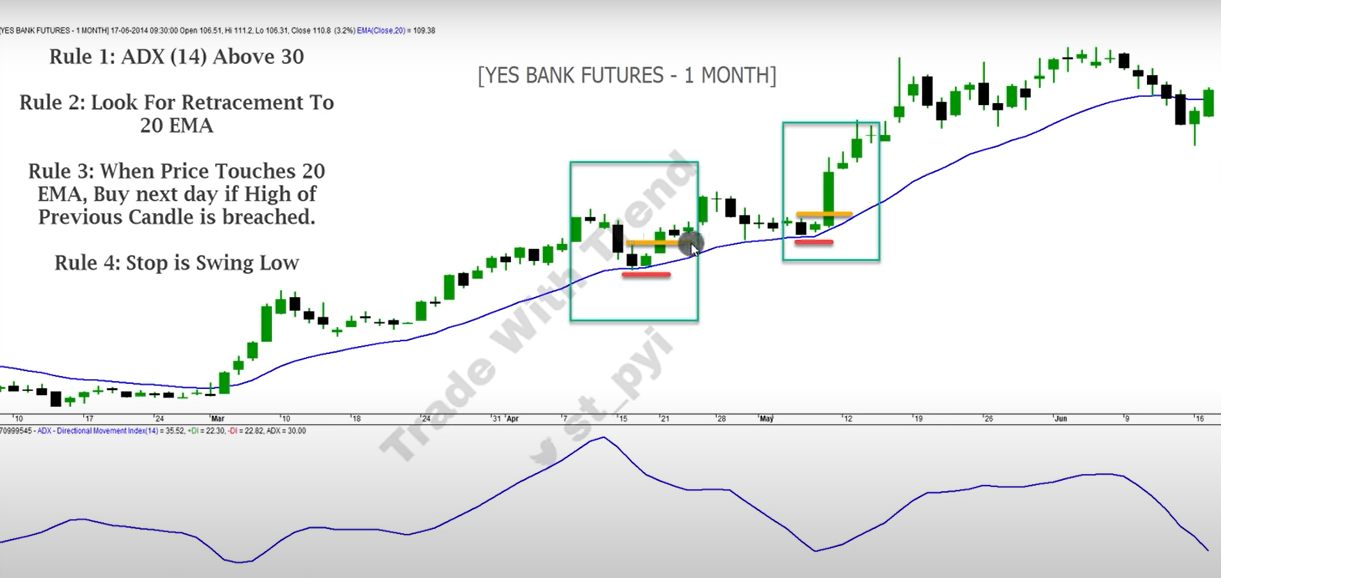 [YES BANK FUTURES - 1 MONTH] 17-06-2014 09:30:00 Open 106.51, Hi 111.2, Lo 106.31, Close 110.8 (3.2%) EMA(Close,20) = 109.38
Rule 1: ADX (14) Above 30
[YES BANK FUTURES - 1 MONTH]
Rule 2: Look For Retracement To
20 EMA
Rule 3: When Price Touches 20
EMA, Buy next day if High of
Previous Candle is breached.
Rule 4: Stop is Swing Low
Trade With Trend
st_pyi
'10 '17 '24 'Mar '10 '18 '24 '31 'Apr '7 '15 '21 '28 'May '12 '19 '26 'Jun '9 '16
70999545 - ADX - Directional Movement Index(14) = 35.52, +DI = 22.30, -DI = 22.82, ADX = 30.00